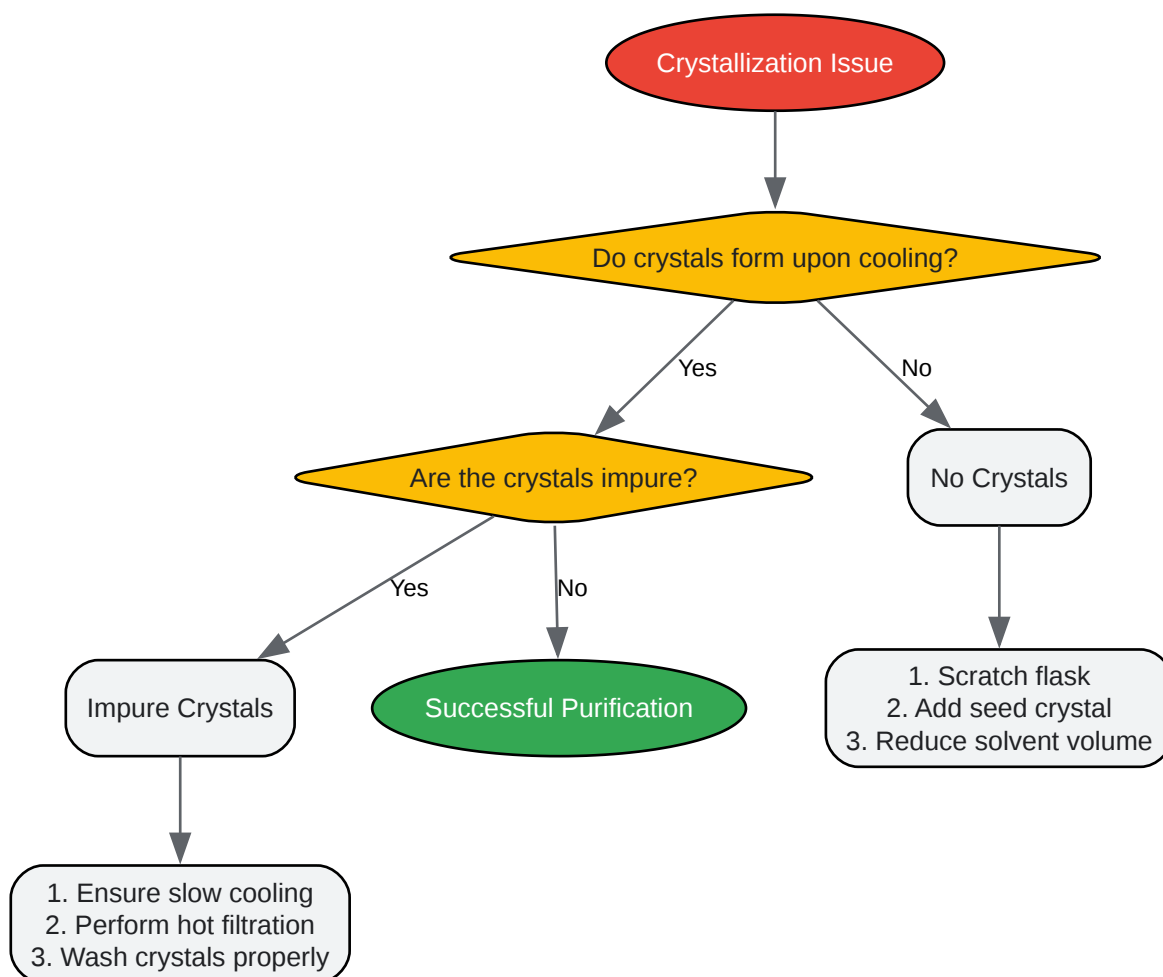 Crystallization Issue
Do crystals form upon cooling?
Yes
No
Are the crystals impure?
No Crystals
Yes
No
Impure Crystals
Successful Purification
1. Scratch flask
2. Add seed crystal
3. Reduce solvent volume
1. Ensure slow cooling
2. Perform hot filtration
3. Wash crystals properly